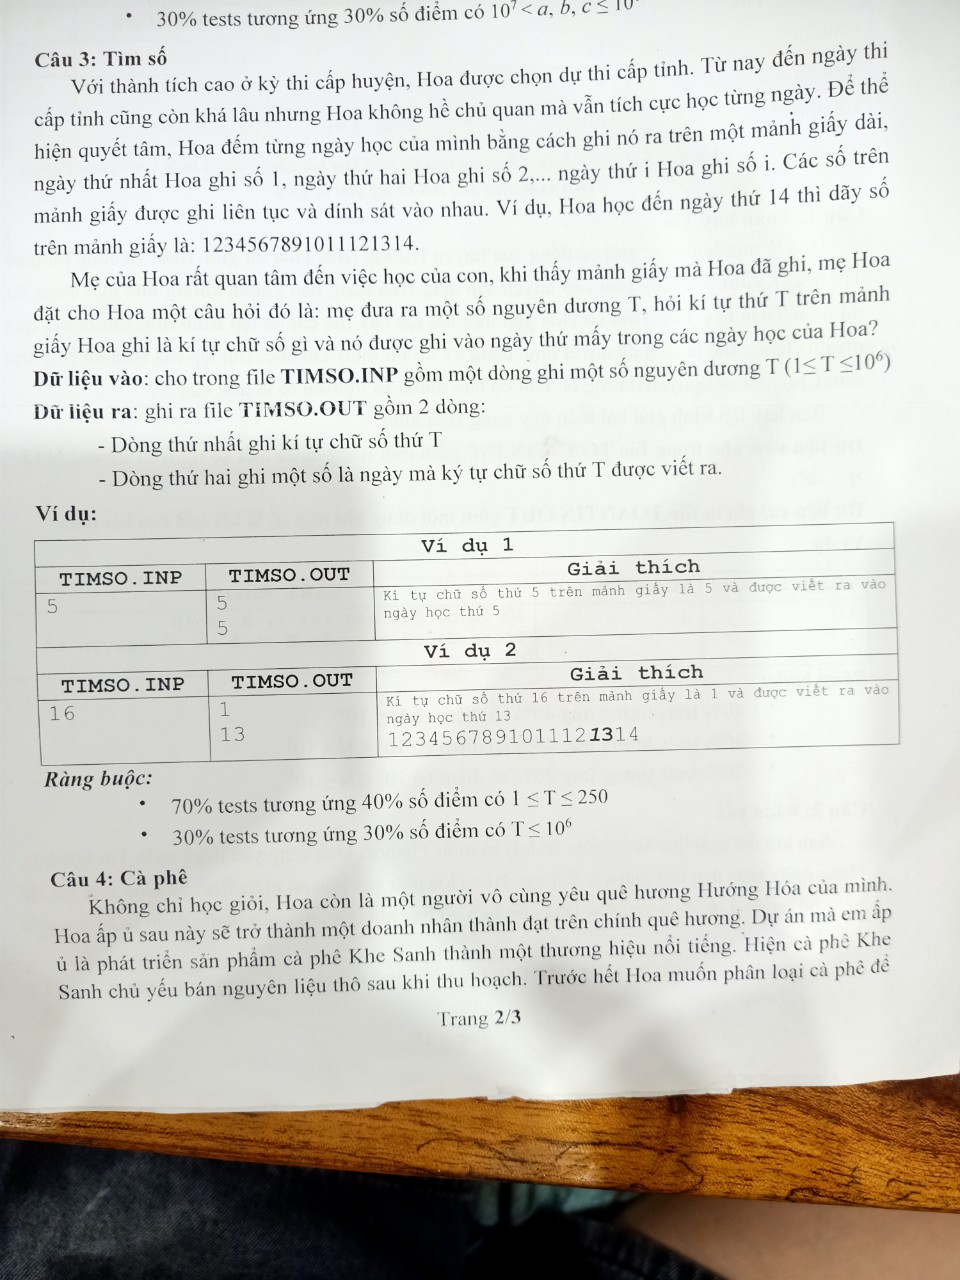 • 30% tests tương ứng 30% số điểm có 10⁷ < a, b, c ≤ 10
Câu 3: Tìm số
Với thành tích cao ở kỳ thi cấp huyện, Hoa được chọn dự thi cấp tỉnh. Từ nay đến ngày thi
cấp tỉnh cũng còn khá lâu nhưng Hoa không hề chủ quan mà vẫn tích cực học từng ngày. Để thể
hiện quyết tâm, Hoa đếm từng ngày học của mình bằng cách ghi nó ra trên một mảnh giấy dài,
ngày thứ nhất Hoa ghi số 1, ngày thứ hai Hoa ghi số 2,... ngày thứ i Hoa ghi số i. Các số trên
mảnh giấy được ghi liên tục và dính sát vào nhau. Ví dụ, Hoa học đến ngày thứ 14 thì dãy số
trên mảnh giấy là: 1234567891011121314.
Mẹ của Hoa rất quan tâm đến việc học của con, khi thấy mảnh giấy mà Hoa đã ghi, mẹ Hoa
đặt cho Hoa một câu hỏi đó là: mẹ đưa ra một số nguyên dương T, hỏi kí tự thứ T trên mảnh
giấy Hoa ghi là kí tự chữ số gì và nó được ghi vào ngày thứ mấy trong các ngày học của Hoa?
Dữ liệu vào: cho trong file TIMSO.INP gồm một dòng ghi một số nguyên dương T (1≤T ≤10⁶)
Dữ liệu ra: ghi ra file TIMSO.OUT gồm 2 dòng:
- Dòng thứ nhất ghi kí tự chữ số thứ T
- Dòng thứ hai ghi một số là ngày mà ký tự chữ số thứ T được viết ra.
Ví dụ:
Ví dụ 1
TIMSO.INP TIMSO.OUT Giải thích
5 5 Kí tự chữ số thứ 5 trên mảnh giấy là 5 và được viết ra vào
5 ngày học thứ 5
Ví dụ 2
TIMSO.INP TIMSO.OUT Giải thích
16 1 Kí tự chữ số thứ 16 trên mảnh giấy là 1 và được viết ra vào
13 ngày học thứ 13
1234567891011121314
Ràng buộc:
• 70% tests tương ứng 40% số điểm có 1 ≤T ≤ 250
• 30% tests tương ứng 30% số điểm có T ≤ 10⁶
Câu 4: Cà phê
Không chỉ học giỏi, Hoa còn là một người vô cùng yêu quê hương Hướng Hóa của mình.
Hoa ấp ủ sau này sẽ trở thành một doanh nhân thành đạt trên chính quê hương. Dự án mà em ấp
ủ là phát triển sản phẩm cà phê Khe Sanh thành một thương hiệu nổi tiếng. Hiện cà phê Khe
Sanh chủ yếu bán nguyên liệu thô sau khi thu hoạch. Trước hết Hoa muốn phân loại cà phê để
Trang 2/3